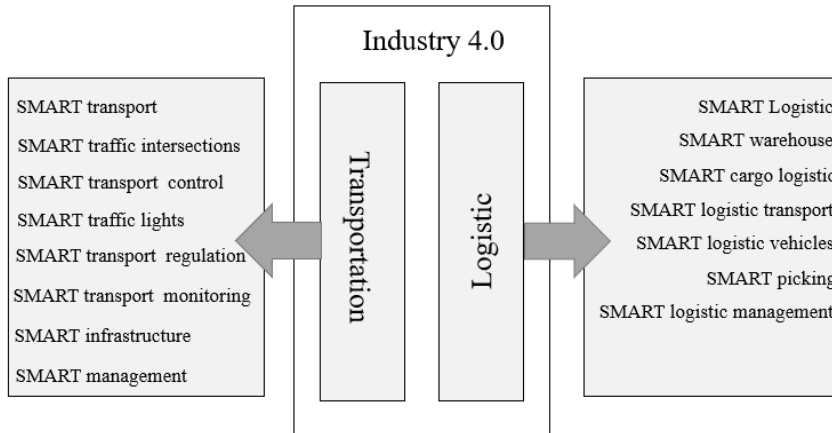 Industry 4.0
SMART transport
SMART traffic intersections
SMART transport control
SMART traffic lights
SMART transport regulation
SMART transport monitoring
SMART infrastructure
SMART management
Transportation
Logistic
SMART Logistic
SMART warehouse
SMART cargo logistic
SMART logistic transport
SMART logistic vehicles
SMART picking
SMART logistic management